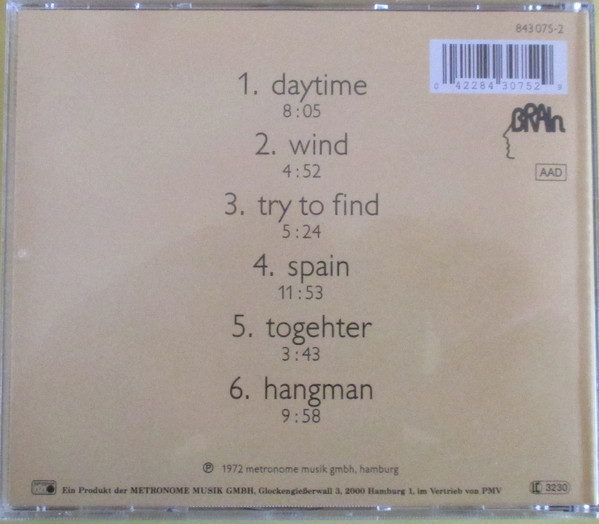 843 075-2
0 42284 30752 8
BRAIN
AAD
1. daytime
8:05
2. wind
4:52
3. try to find
5:24
4. spain
11:53
5. togehter
3:43
6. hangman
9:58
℗ 1972 metronome musik gmbh, hamburg
Ein Produkt der METRONOME MUSIK GMBH, Glockengießerwall 3, 2000 Hamburg 1, im Vertrieb von PMV
LC 3230